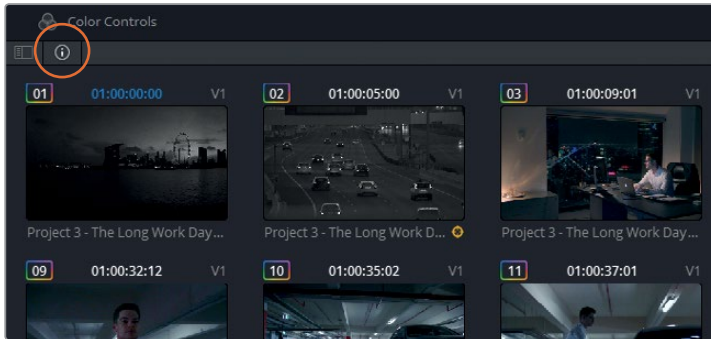 Color Controls
01 01:00:00:00 V1 02 01:00:05:00 V1 03 01:00:09:01 V1
Project 3 - The Long Work Day... Project 3 - The Long Work D... Project 3 - The Long Work Day...
09 01:00:32:12 V1 10 01:00:35:02 V1 11 01:00:37:01 V1